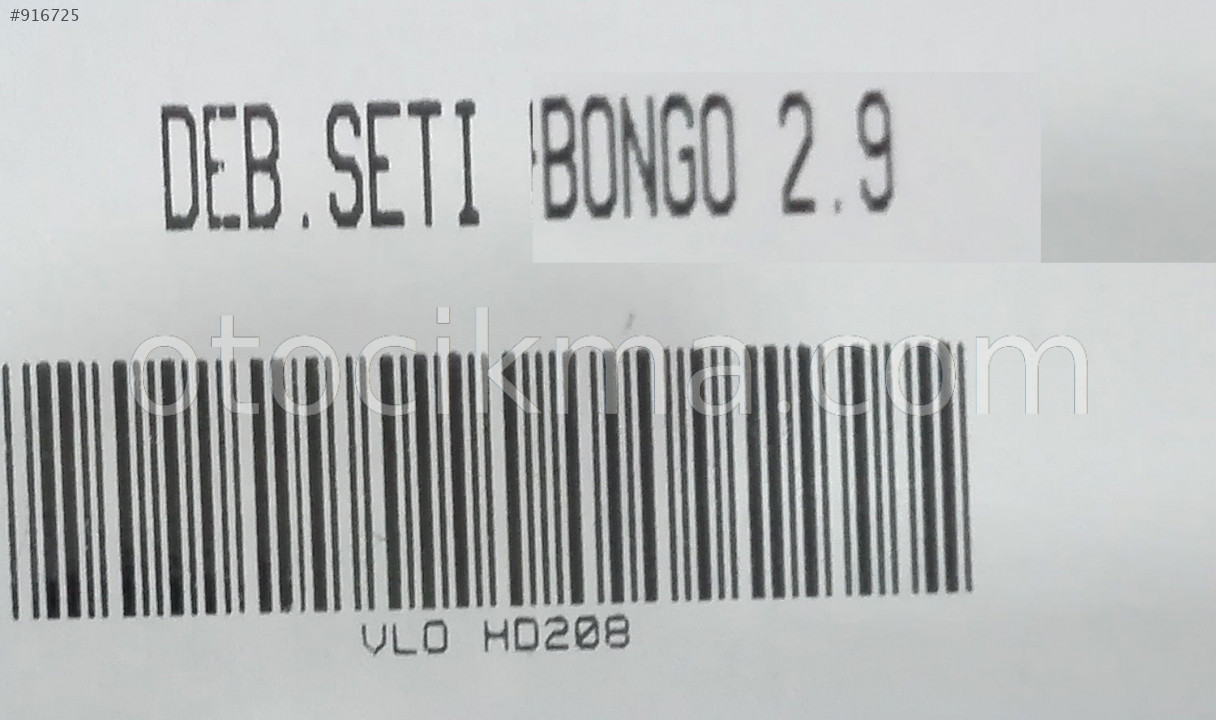 #916725
DEB.SETI BONGO 2.9
otocikma.com
VLO HD208